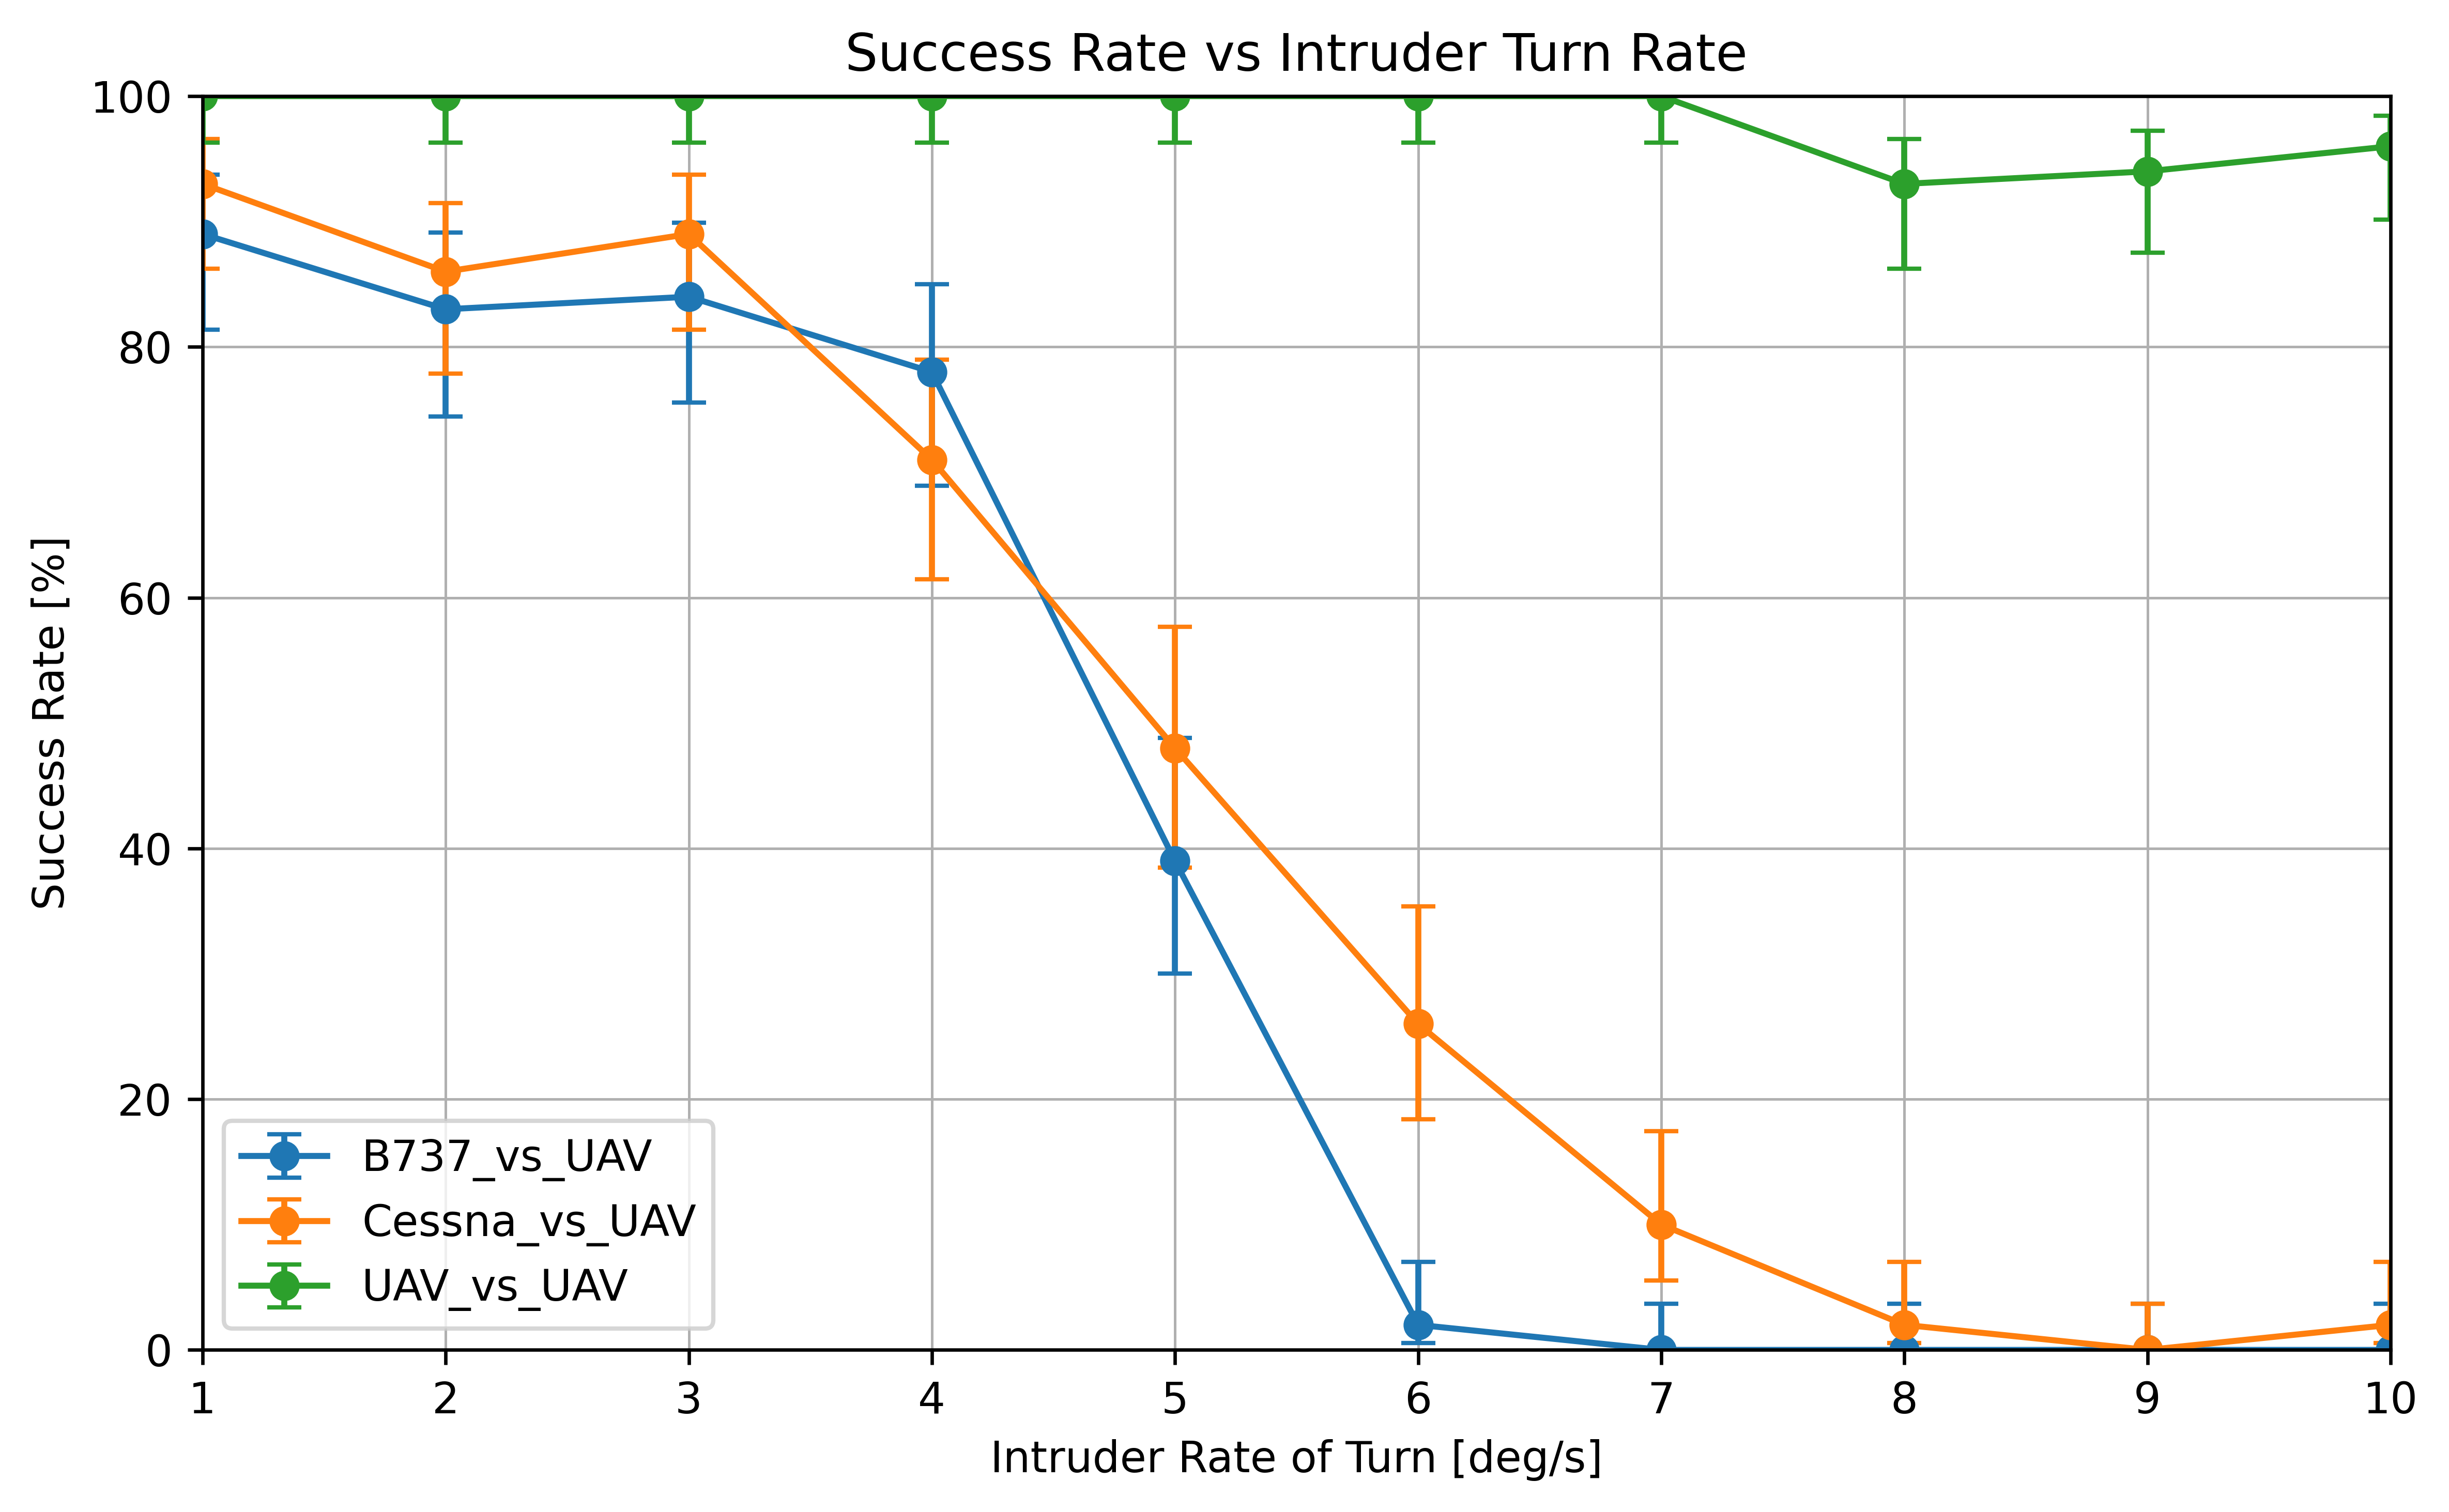 Success Rate vs Intruder Turn Rate
Success Rate [%]
100
80
60
40
20
0
B737_vs_UAV
Cessna_vs_UAV
UAV_vs_UAV
1 2 3 4 5 6 7 8 9 10
Intruder Rate of Turn [deg/s]